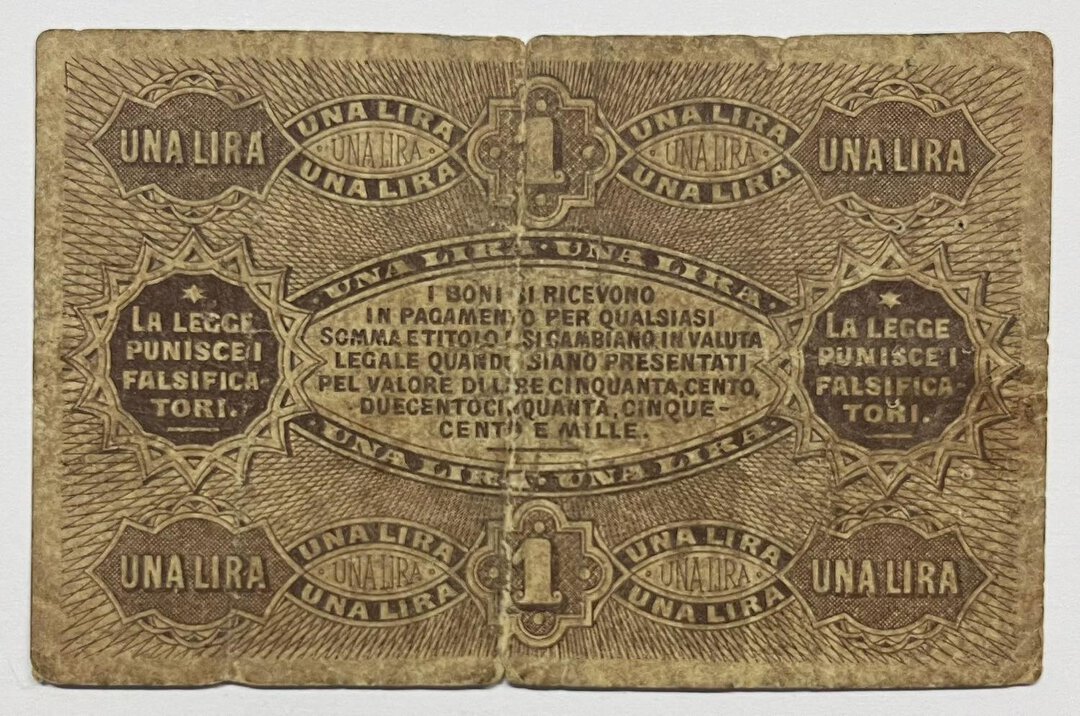 UNA LIRA
UNA LIRA
UNA LIRA
UNA LIRA
1
UNA LIRA
UNA LIRA
UNA LIRA
UNA LIRA
UNA LIRA · UNA LIRA
LA LEGGE
PUNISCE I
FALSIFICA-
TORI.
I BONI SI RICEVONO
IN PAGAMENTO PER QUALSIASI
SOMMA E TITOLO E SI CAMBIANO IN VALUTA
LEGALE QUANDO SIANO PRESENTATI
PEL VALORE DI LIRE CINQUANTA, CENTO,
DUECENTOCINQUANTA, CINQUE-
CENTO E MILLE.
LA LEGGE
PUNISCE I
FALSIFICA-
TORI.
UNA LIRA · UNA LIRA
UNA LIRA
UNA LIRA
UNA LIRA
UNA LIRA
1
UNA LIRA
UNA LIRA
UNA LIRA
UNA LIRA